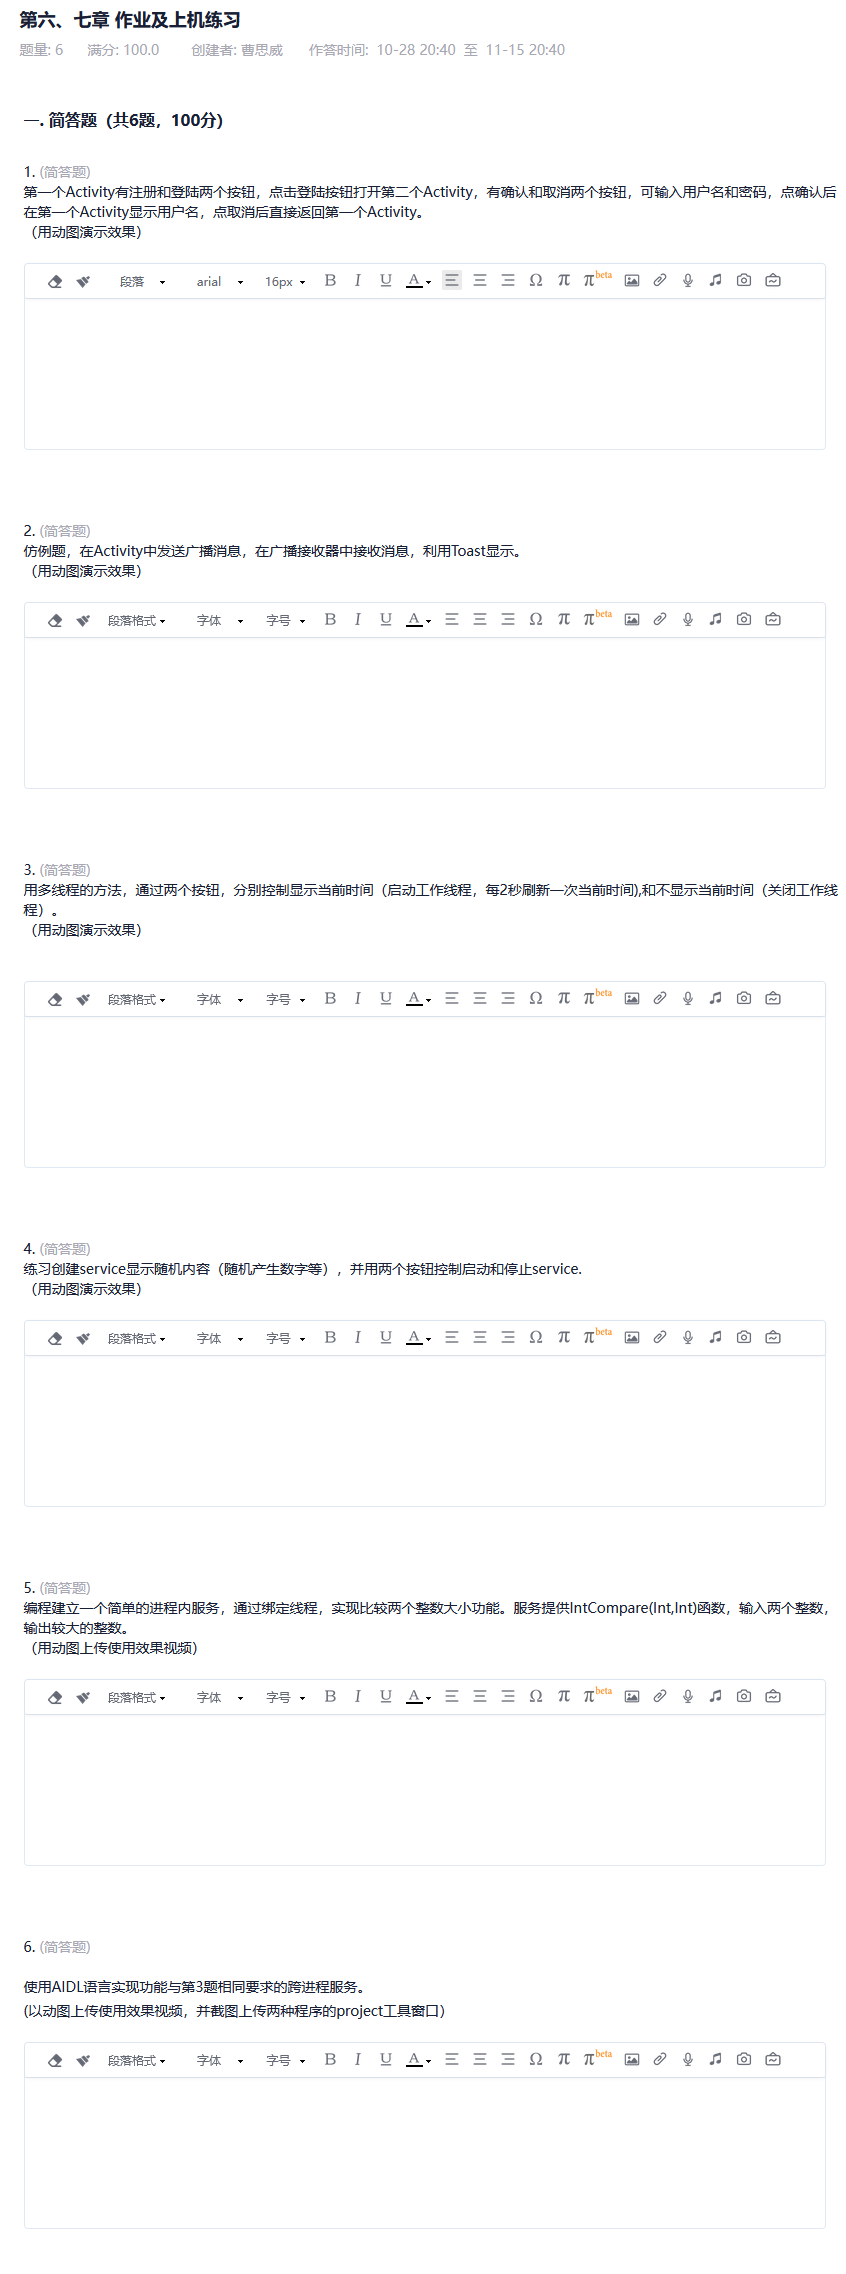 第六、七章 作业及上机练习
题量: 6 满分: 100.0 创建者: 曹思威 作答时间: 10-28 20:40 至 11-15 20:40
一. 简答题（共6题，100分）
1. (简答题)
第一个Activity有注册和登陆两个按钮，点击登陆按钮打开第二个Activity，有确认和取消两个按钮，可输入用户名和密码，点确认后
在第一个Activity显示用户名，点取消后直接返回第一个Activity。
（用动图演示效果）
段落 arial 16px B I U A Ω π π beta
2. (简答题)
仿例题，在Activity中发送广播消息，在广播接收器中接收消息，利用Toast显示。
（用动图演示效果）
段落格式 字体 字号 B I U A Ω π π beta
3. (简答题)
用多线程的方法，通过两个按钮，分别控制显示当前时间（启动工作线程，每2秒刷新一次当前时间),和不显示当前时间（关闭工作线
程）。
（用动图演示效果）
段落格式 字体 字号 B I U A Ω π π beta
4. (简答题)
练习创建service显示随机内容（随机产生数字等），并用两个按钮控制启动和停止service.
（用动图演示效果）
段落格式 字体 字号 B I U A Ω π π beta
5. (简答题)
编程建立一个简单的进程内服务，通过绑定线程，实现比较两个整数大小功能。服务提供IntCompare(Int,Int)函数，输入两个整数，
输出较大的整数。
（用动图上传使用效果视频）
段落格式 字体 字号 B I U A Ω π π beta
6. (简答题)
使用AIDL语言实现功能与第3题相同要求的跨进程服务。
(以动图上传使用效果视频，并截图上传两种程序的project工具窗口）
段落格式 字体 字号 B I U A Ω π π beta